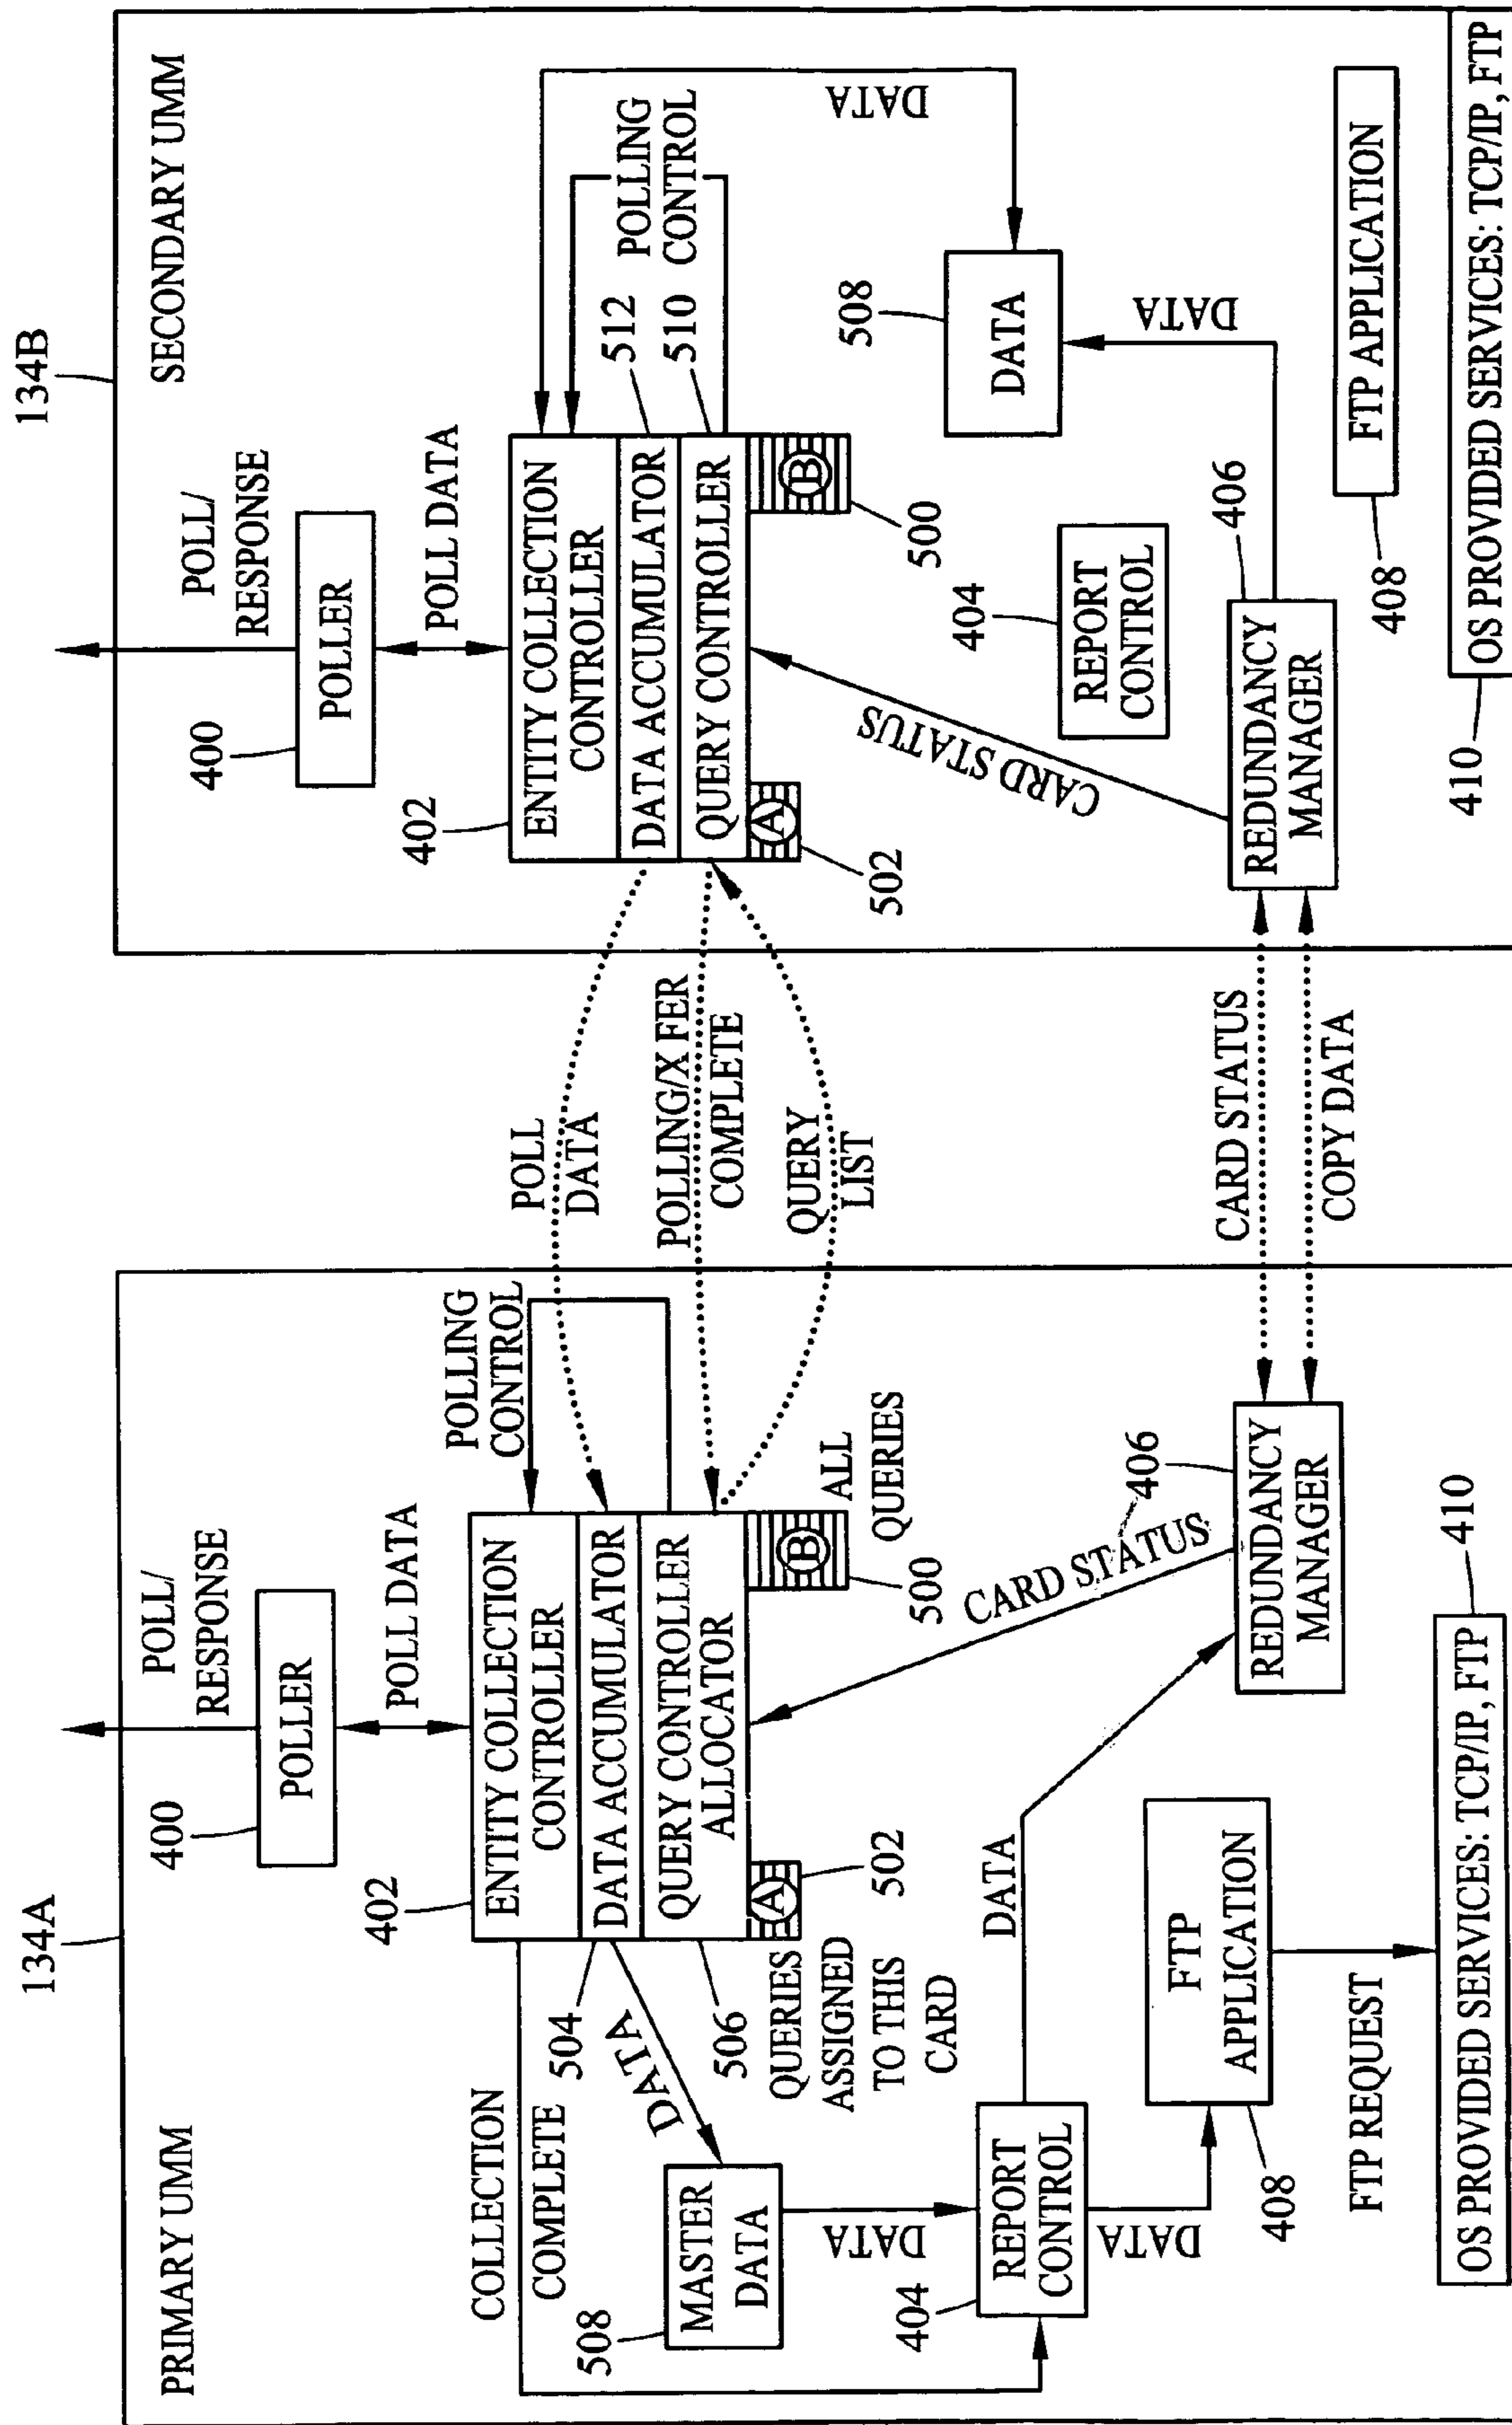 134A
PRIMARY UMM
POLL/
RESPONSE
400
POLLER
POLL DATA
402
ENTITY COLLECTION
CONTROLLER
DATA ACCUMULATOR
QUERY CONTROLLER
ALLOCATOR
POLLING
CONTROL
COLLECTION
COMPLETE
504
DATA
506
A
502
QUERIES
ASSIGNED
TO THIS
CARD
B
500
ALL
QUERIES
508
MASTER
DATA
DATA
404
REPORT
CONTROL
DATA
DATA
CARD STATUS
406
REDUNDANCY
MANAGER
FTP
APPLICATION
408
FTP REQUEST
410
OS PROVIDED SERVICES: TCP/IP, FTP
POLL
DATA
POLLING/X FER
COMPLETE
QUERY
LIST
CARD STATUS
COPY DATA
134B
SECONDARY UMM
POLL/
RESPONSE
400
POLLER
POLL DATA
402
ENTITY COLLECTION
CONTROLLER
DATA ACCUMULATOR
QUERY CONTROLLER
512
510
POLLING
CONTROL
DATA
A
502
B
500
508
DATA
DATA
CARD STATUS
404
REPORT
CONTROL
406
REDUNDANCY
MANAGER
FTP APPLICATION
408
410
OS PROVIDED SERVICES: TCP/IP, FTP